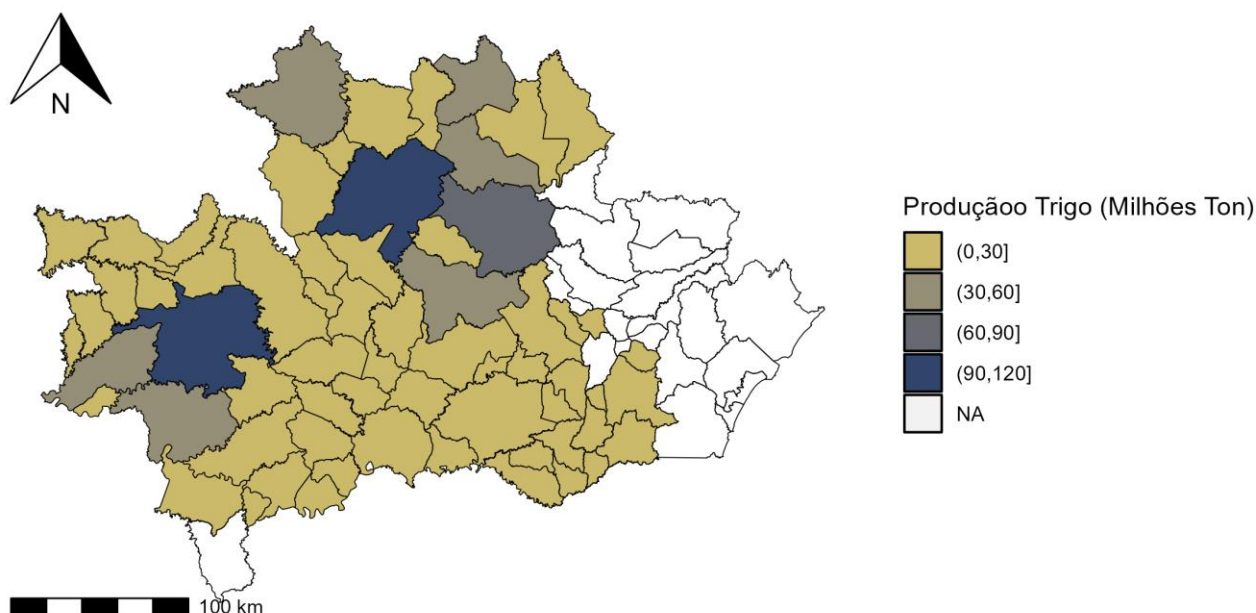 N
Produçãoo Trigo (Milhões Ton)
(0,30]
(30,60]
(60,90]
(90,120]
NA
100 km